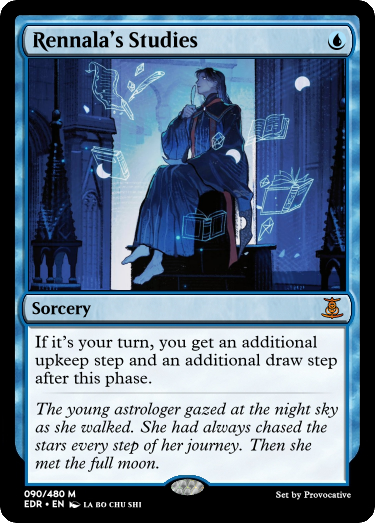 Rennala's Studies
Sorcery
If it's your turn, you get an additional
upkeep step and an additional draw step
after this phase.
The young astrologer gazed at the night sky
as she walked. She had always chased the
stars every step of her journey. Then she
met the full moon.
090/480 M
EDR • EN LA BO CHU SHI
Set by Provocative